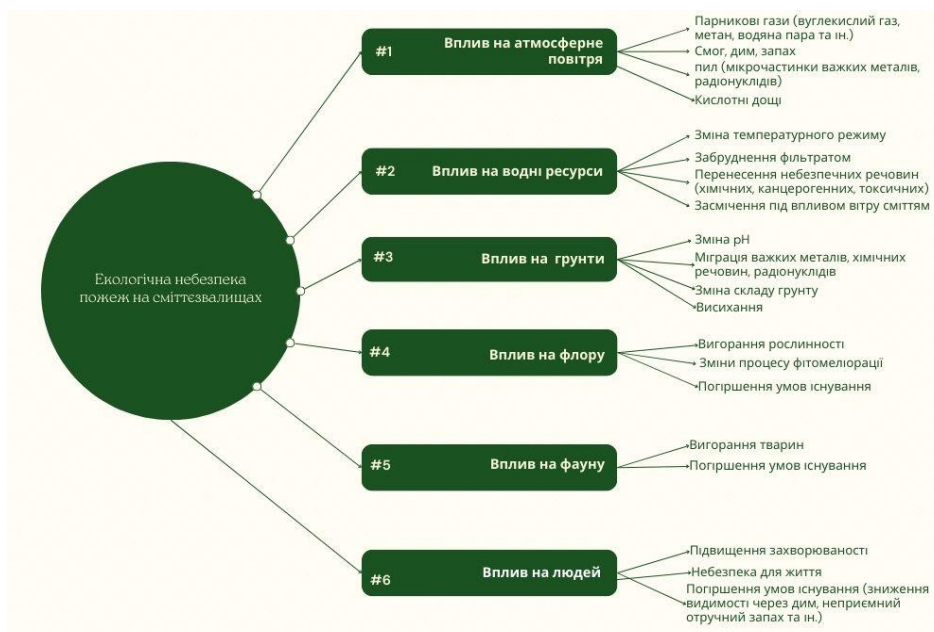 Екологічна небезпека
пожеж на сміттєзвалищах
#1
Вплив на атмосферне
повітря
Парникові гази (вуглекислий газ,
метан, водяна пара та ін.)
Смог, дим, запах
пил (мікрочастинки важких металів,
радіонуклідів)
Кислотні дощі
#2
Вплив на водні ресурси
Зміна температурного режиму
Забруднення фільтратом
Перенесення небезпечних речовин
(хімічних, канцерогенних, токсичних)
Засмічення під впливом вітру сміттям
#3
Вплив на грунти
Зміна pH
Міграція важких металів, хімічних
речовин, радіонуклідів
Зміна складу грунту
Висихання
#4
Вплив на флору
Вигорання рослинності
Зміни процесу фітомеліорації
Погіршення умов існування
#5
Вплив на фауну
Вигорання тварин
Погіршення умов існування
#6
Вплив на людей
Підвищення захворюваності
Небезпека для життя
Погіршення умов існування (зниження
видимості через дим, неприємний
отручний запах та ін.)